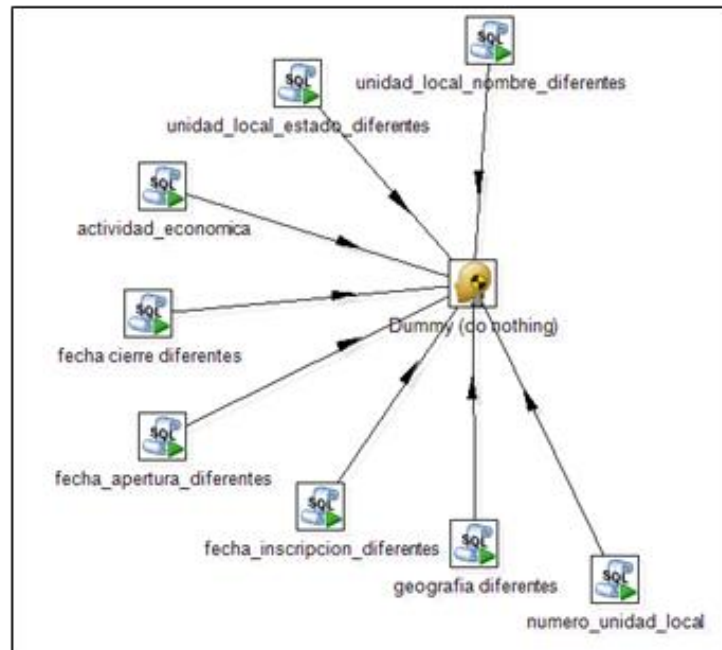 SQL
unidad_local_nombre_diferentes
SQL
unidad_local_estado_diferentes
SQL
actividad_economica
SQL
fecha cierre diferentes
Dummy (do nothing)
SQL
fecha_apertura_diferentes
SQL
fecha_inscripcion_diferentes
SQL
geografia diferentes
SQL
numero_unidad_local